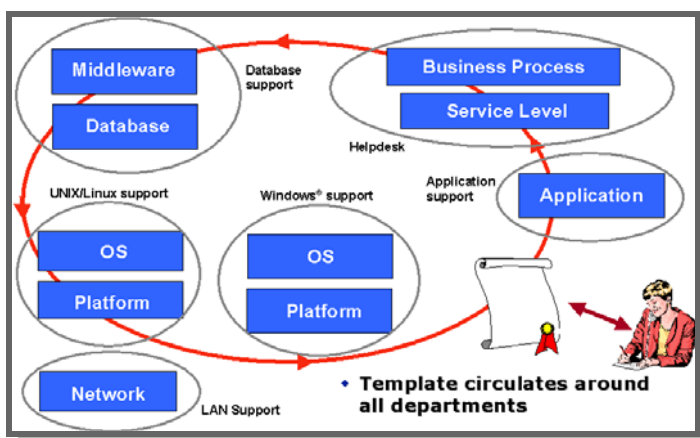 Middleware
Database
Database
support
Business Process
Service Level
Helpdesk
UNIX/Linux support
Windows® support
Application
support
Application
OS
Platform
OS
Platform
Network
LAN Support
• Template circulates around
all departments